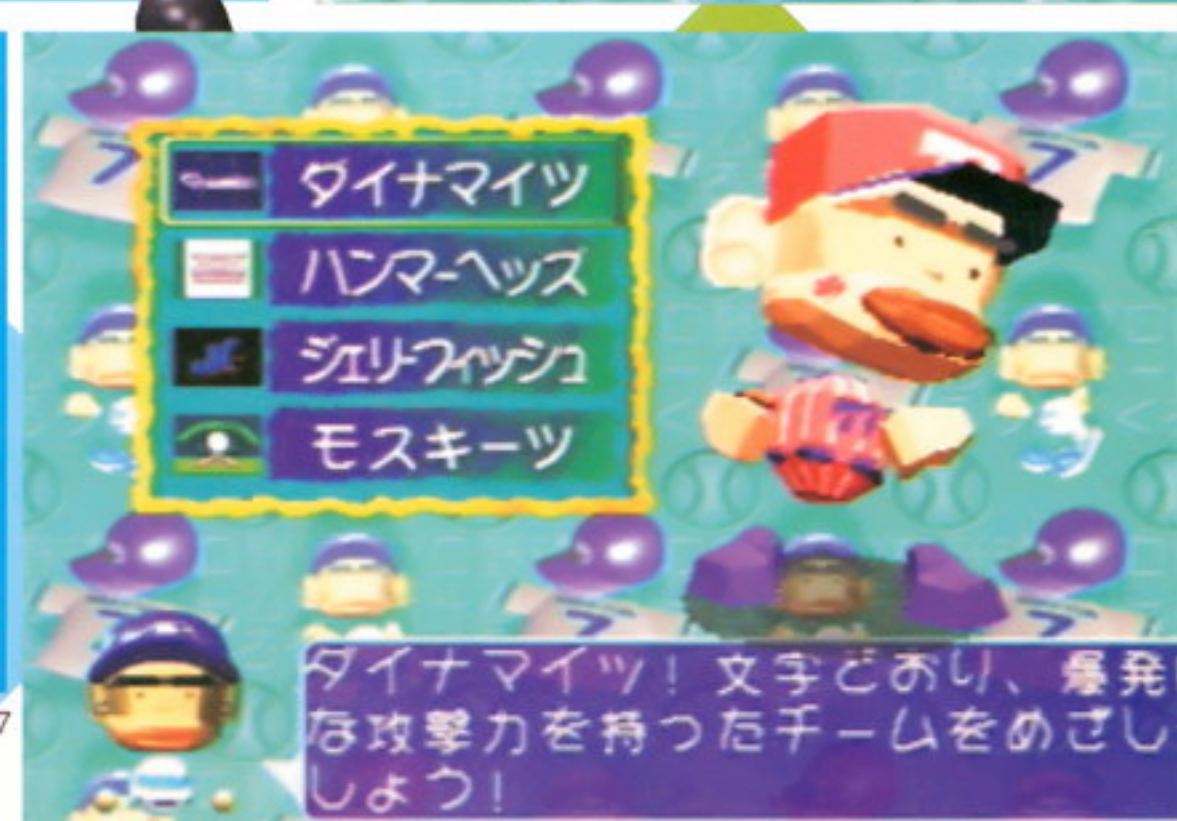 ダイナマイツ
ハンマーヘッズ
ジェリーフィッシュ
モスキーツ
ダイナマイツ！文字どおり、爆発
な攻撃力を持ったチームをめざし
しょう！
7